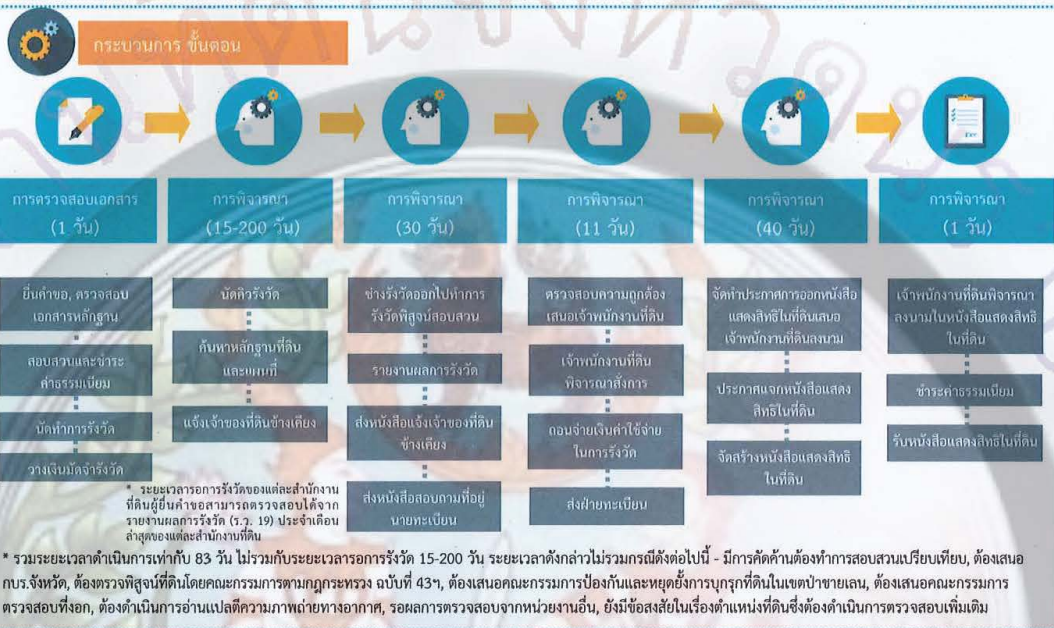 กระบวนการ ขั้นตอน
การตรวจสอบเอกสาร
(1 วัน)
การพิจารณา
(15-200 วัน)
การพิจารณา
(30 วัน)
การพิจารณา
(11 วัน)
การพิจารณา
(40 วัน)
การพิจารณา
(1 วัน)
ยื่นคำขอ, ตรวจสอบ
เอกสารหลักฐาน
สอบสวนและชำระ
ค่าธรรมเนียม
นัดทำการรังวัด
วางเงินมัดจำรังวัด
นัดคิวรังวัด
ค้นหาหลักฐานที่ดิน
และแผนที่
แจ้งเจ้าของที่ดินข้างเคียง
* ระยะเวลารอการรังวัดของแต่ละสำนักงาน
ที่ดินผู้ยื่นคำขอสามารถตรวจสอบได้จาก
รายงานผลการรังวัด (ร.ว. 19) ประจำเดือน
ล่าสุดของแต่ละสำนักงานที่ดิน
ช่างรังวัดออกไปทำการ
รังวัดพิสูจน์สอบสวน
รายงานผลการรังวัด
ส่งหนังสือแจ้งเจ้าของที่ดิน
ข้างเคียง
ส่งหนังสือสอบถามที่อยู่
นายทะเบียน
ตรวจสอบความถูกต้อง
เสนอเจ้าพนักงานที่ดิน
เจ้าพนักงานที่ดิน
พิจารณาสั่งการ
ถอนจ่ายเงินค่าใช้จ่าย
ในการรังวัด
ส่งฝ่ายทะเบียน
จัดทำประกาศการออกหนังสือ
แสดงสิทธิในที่ดินเสนอ
เจ้าพนักงานที่ดินลงนาม
ประกาศแจกหนังสือแสดง
สิทธิในที่ดิน
จัดสร้างหนังสือแสดงสิทธิ
ในที่ดิน
เจ้าพนักงานที่ดินพิจารณา
ลงนามในหนังสือแสดงสิทธิ
ในที่ดิน
ชำระค่าธรรมเนียม
รับหนังสือแสดงสิทธิในที่ดิน
* รวมระยะเวลาดำเนินการเท่ากับ 83 วัน ไม่รวมกับระยะเวลารอการรังวัด 15-200 วัน ระยะเวลาดังกล่าวไม่รวมกรณีดังต่อไปนี้ - มีการคัดค้านต้องทำการสอบสวนเปรียบเทียบ, ต้องเสนอ
กบร.จังหวัด, ต้องตรวจพิสูจน์ที่ดินโดยคณะกรรมการตามกฎกระทรวง ฉบับที่ 43ฯ, ต้องเสนอคณะกรรมการป้องกันและหยุดยั้งการบุกรุกที่ดินในเขตป่าชายเลน, ต้องเสนอคณะกรรมการ
ตรวจสอบที่งอก, ต้องดำเนินการอ่านแปลตีความภาพถ่ายทางอากาศ, รอผลการตรวจสอบจากหน่วยงานอื่น, ยังมีข้อสงสัยในเรื่องตำแหน่งที่ดินซึ่งต้องดำเนินการตรวจสอบเพิ่มเติม